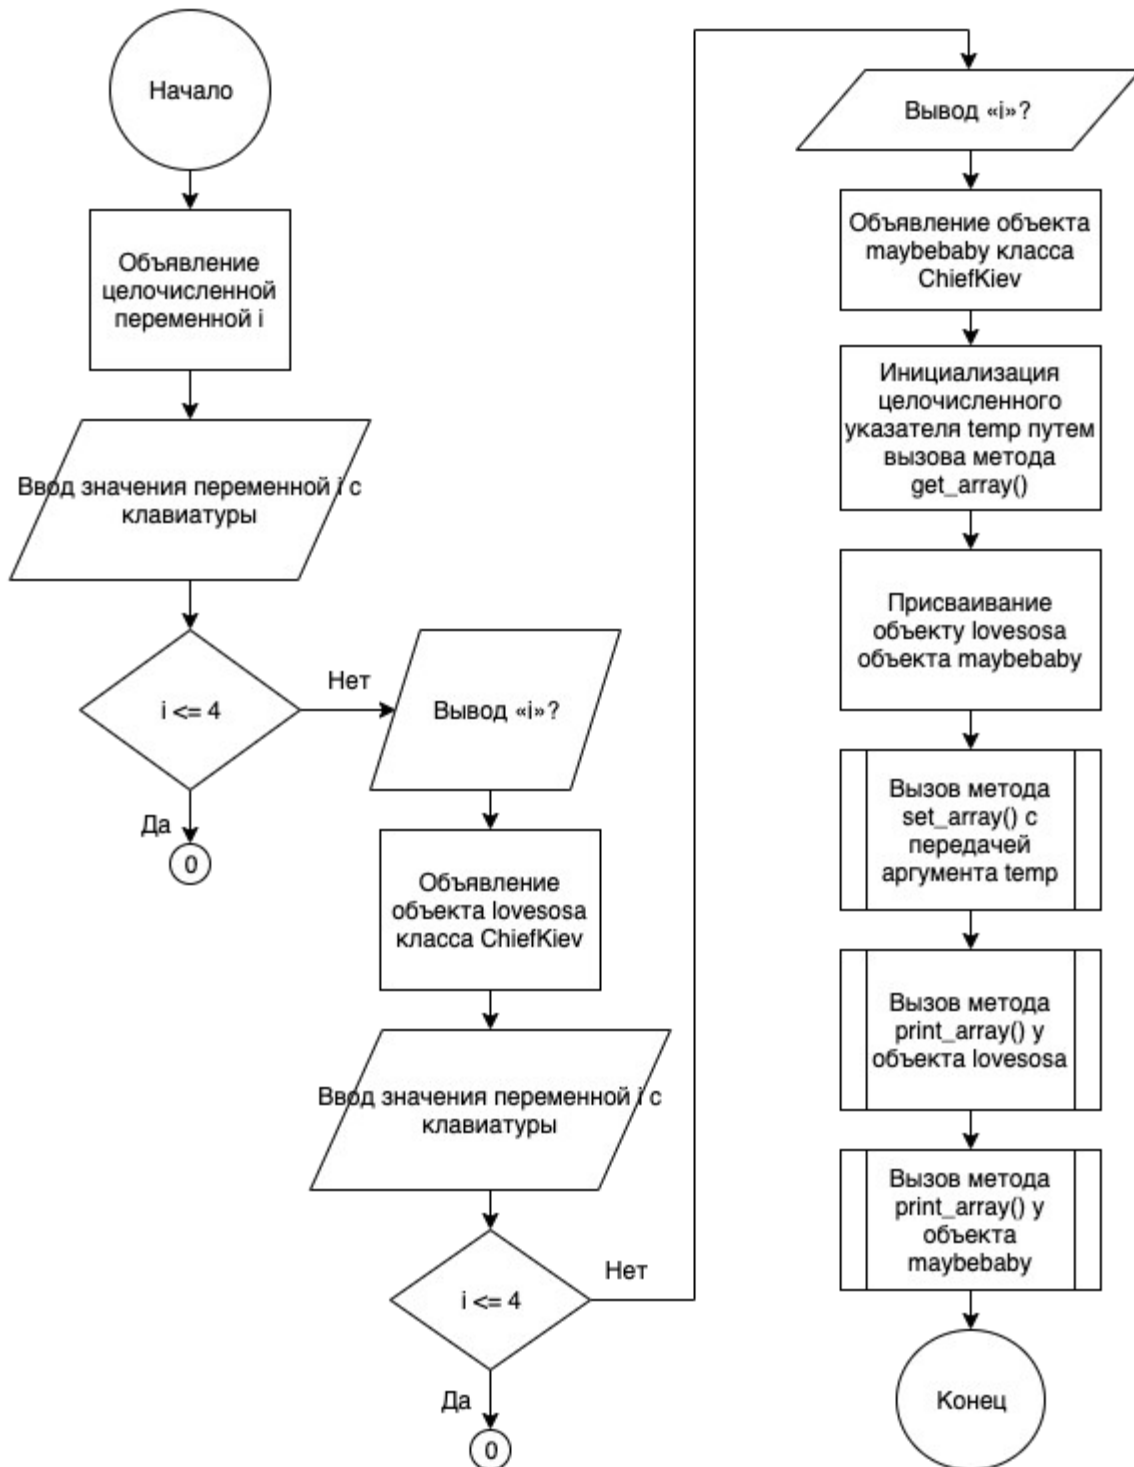 Начало
Объявление
целочисленной
переменной i
Ввод значения переменной i с
клавиатуры
i <= 4
Да
0
Нет
Вывод «i»?
Объявление
объекта lovesosa
класса ChiefKiev
Ввод значения переменной i с
клавиатуры
i <= 4
Да
0
Нет
Вывод «i»?
Объявление объекта
maybebaby класса
ChiefKiev
Инициализация
целочисленного
указателя temp путем
вызова метода
get_array()
Присваивание
объекту lovesosa
объекта maybebaby
Вызов метода
set_array() с
передачей
аргумента temp
Вызов метода
print_array() у
объекта lovesosa
Вызов метода
print_array() у
объекта
maybebaby
Конец